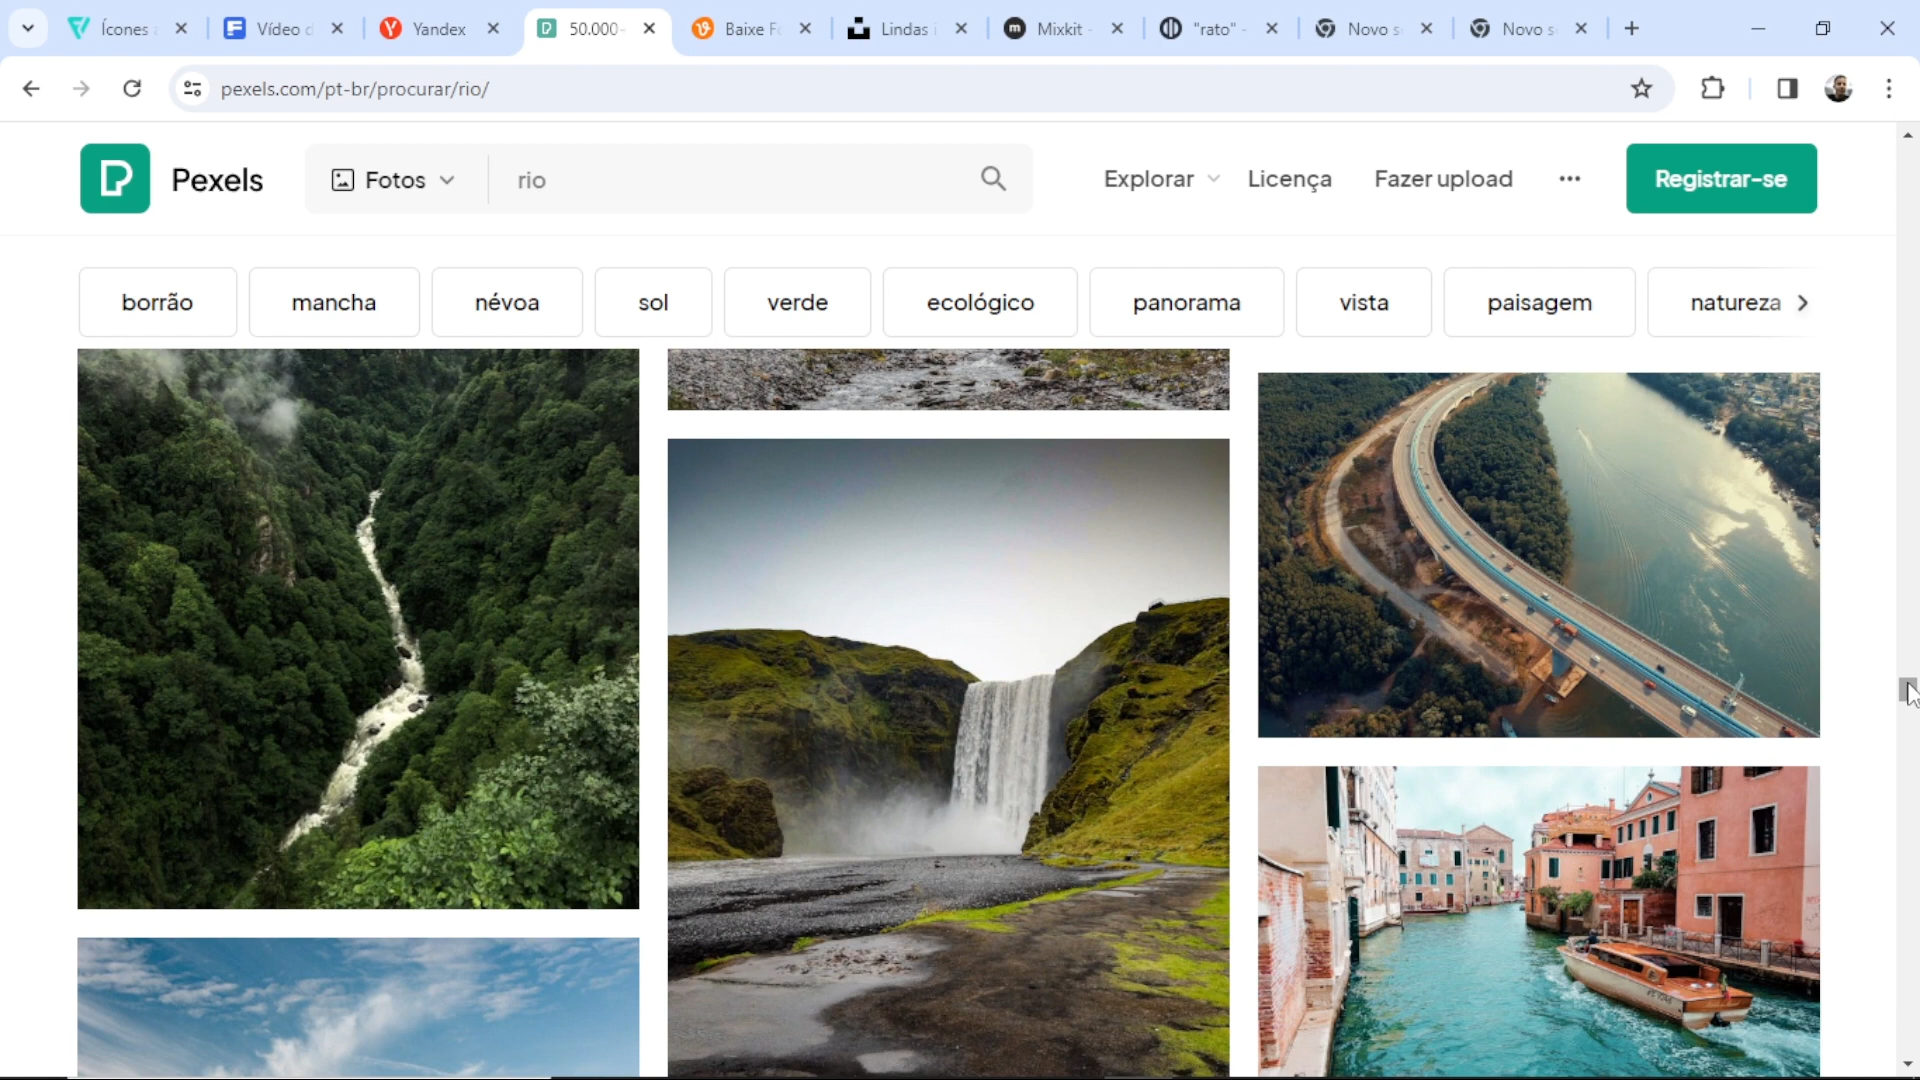 Ícones a
Vídeo d
Yandex
50.000-
Baixe F
Lindas i
Mixkit -
"rato" -
Novo s
Novo s
pexels.com/pt-br/procurar/rio/
Pexels
Fotos
rio
Explorar
Licença
Fazer upload
Registrar-se
borrão
mancha
névoa
sol
verde
ecológico
panorama
vista
paisagem
natureza